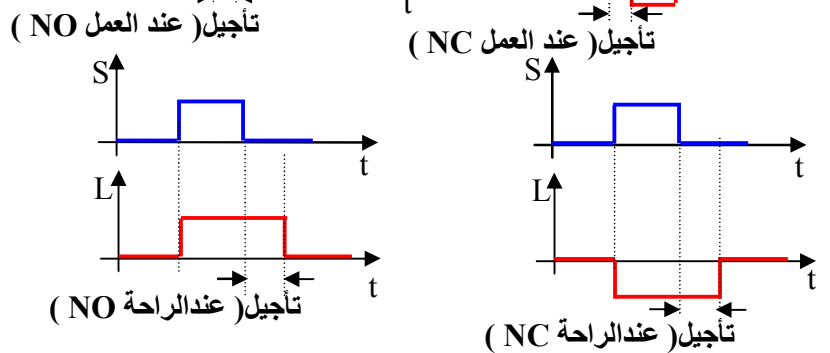 t
تأجيل( عند العمل NO )
تأجيل( عند العمل NC )
S
t
L
t
تأجيل( عندالراحة NO )
S
t
L
t
تأجيل( عندالراحة NC )